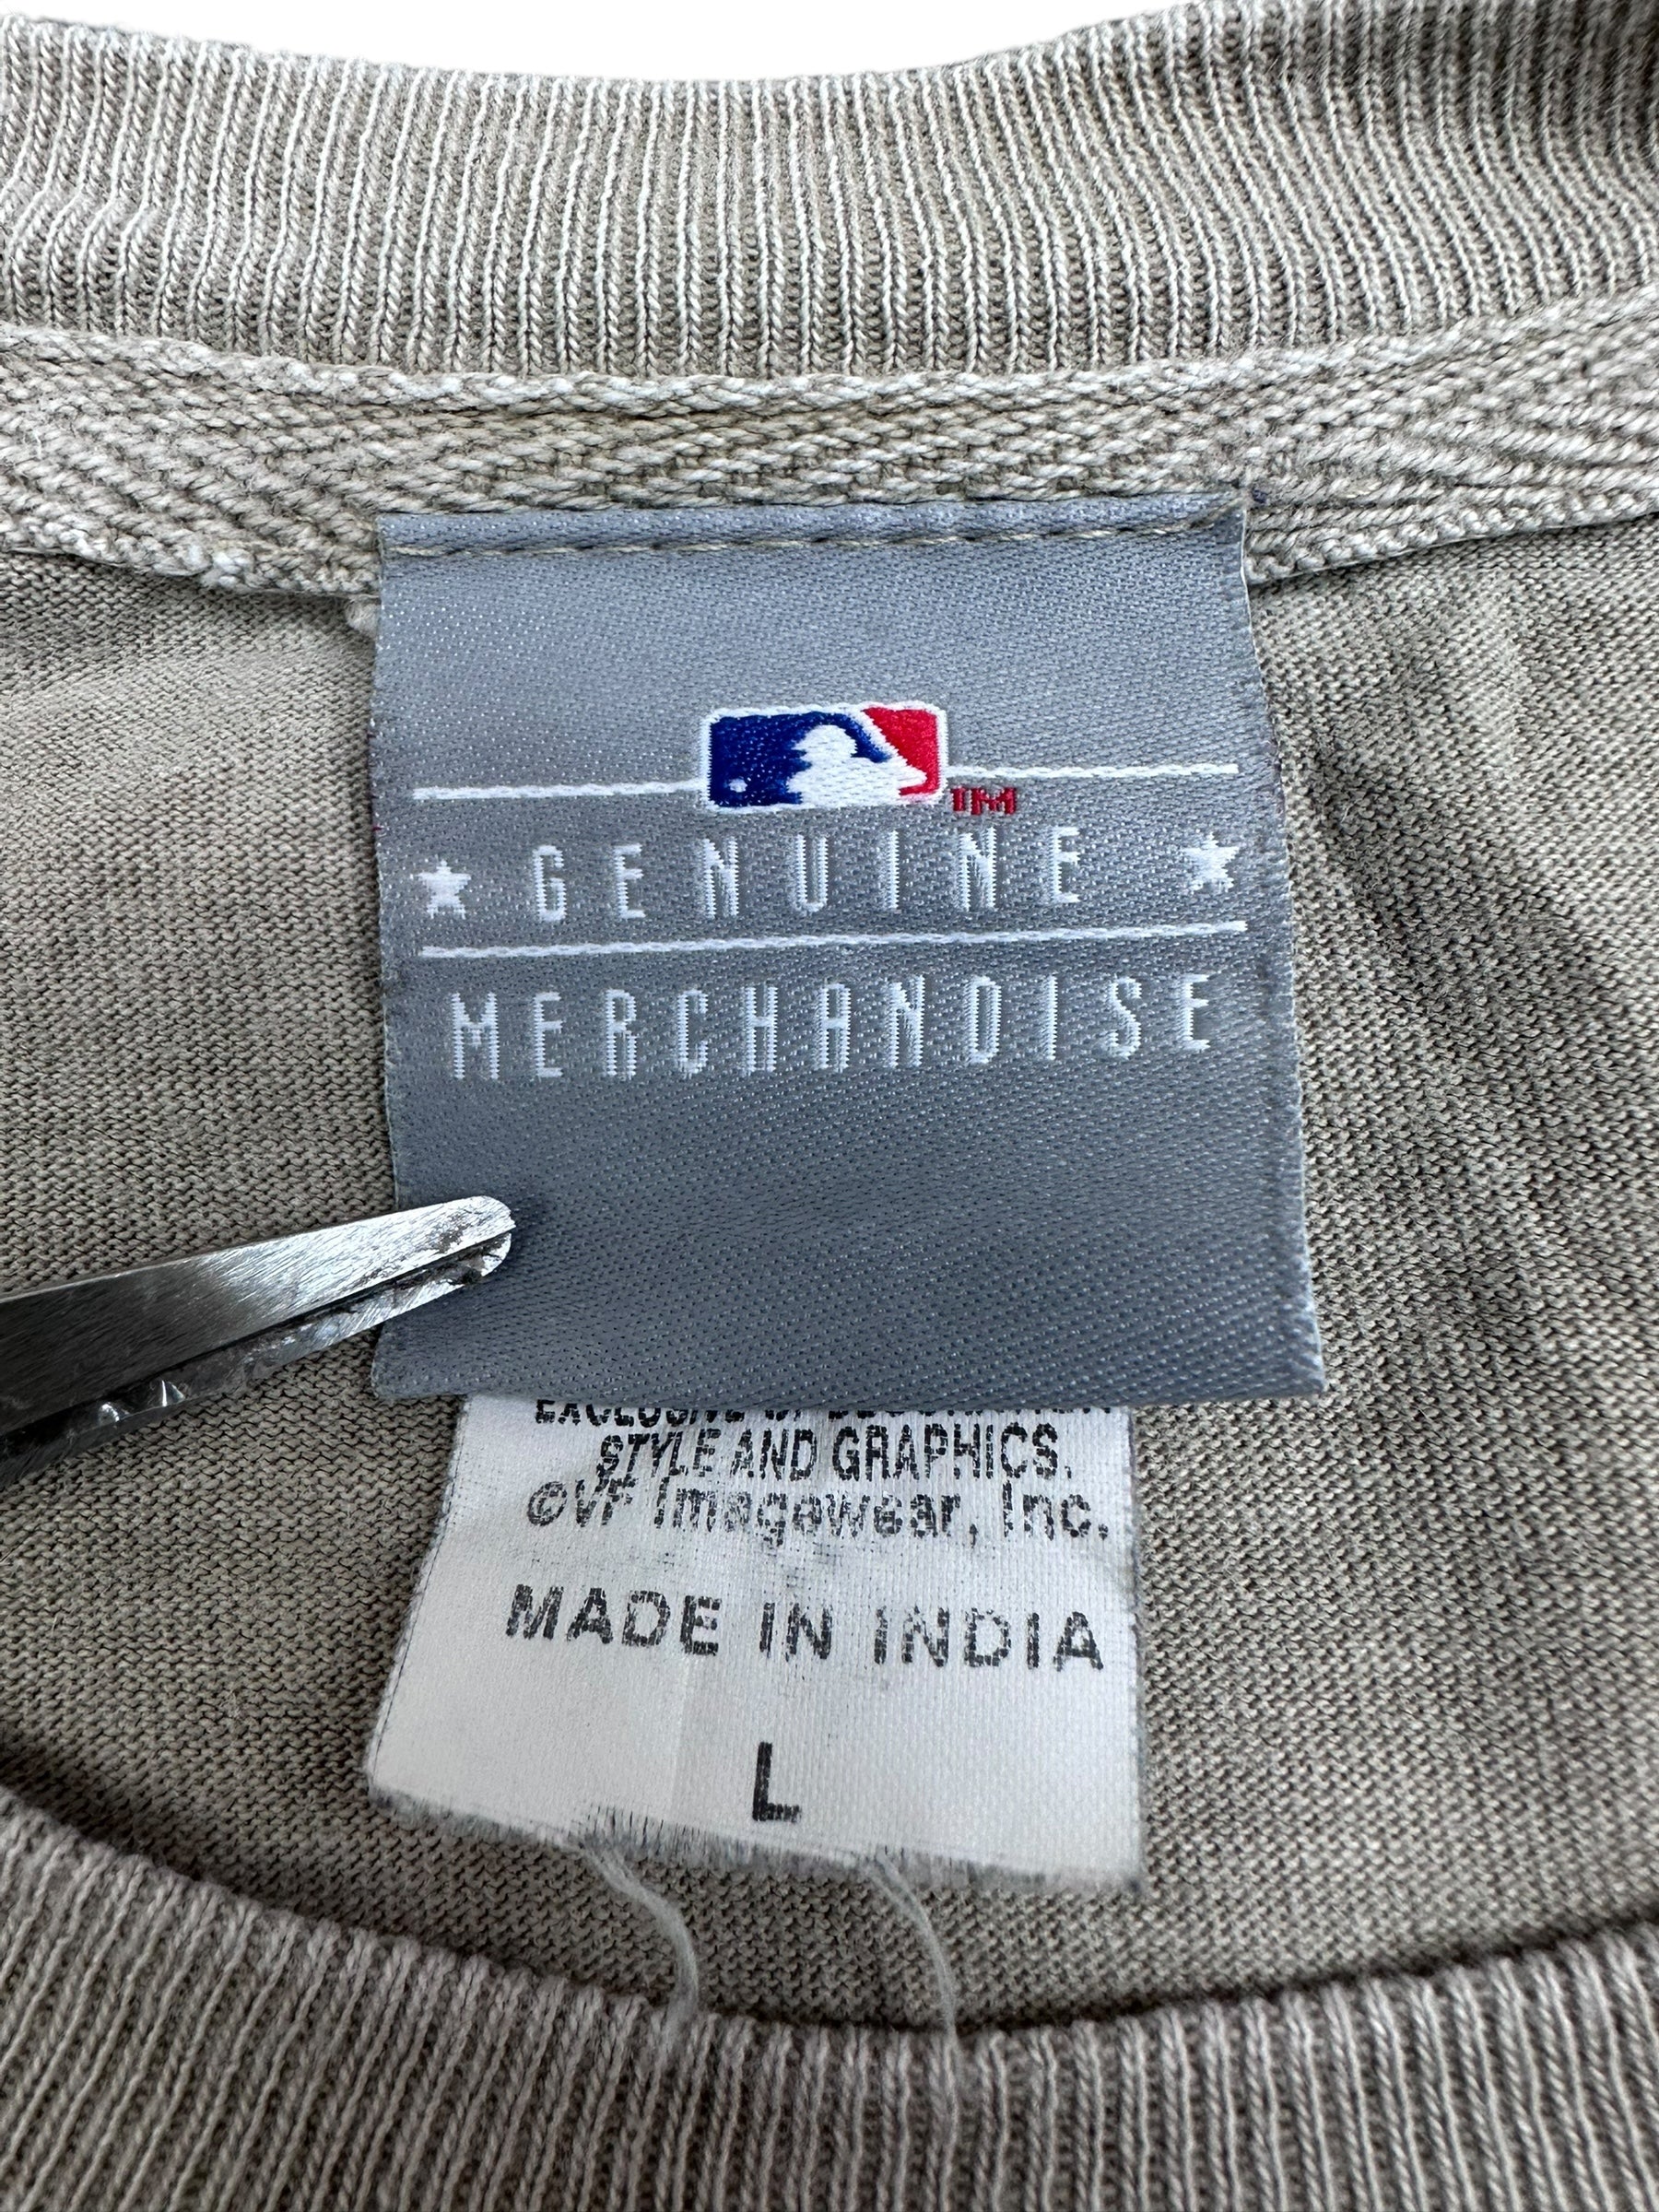 TM
GENUINE
MERCHANDISE
STYLE AND GRAPHICS.
©VF Imagewear, Inc.
MADE IN INDIA
L